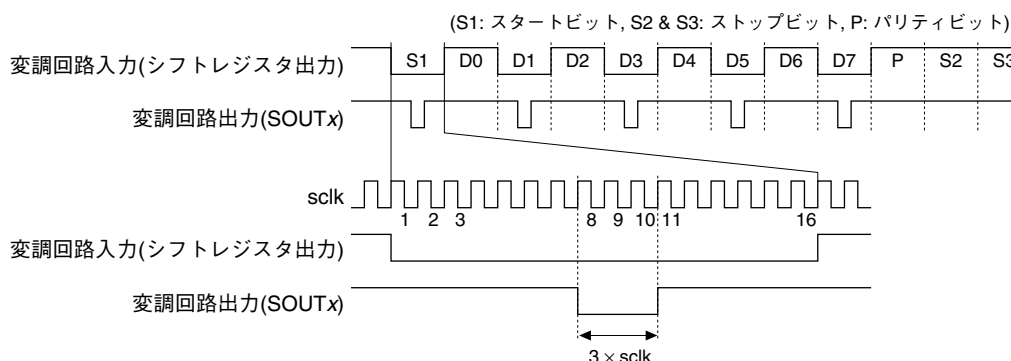 (S1: スタートビット, S2 & S3: ストップビット, P: パリティビット)
変調回路入力(シフトレジスタ出力) S1 D0 D1 D2 D3 D4 D5 D6 D7 P S2 S3
変調回路出力(SOUTx)
sclk
1 2 3 8 9 10 11 16
変調回路入力(シフトレジスタ出力)
変調回路出力(SOUTx)
3 × sclk